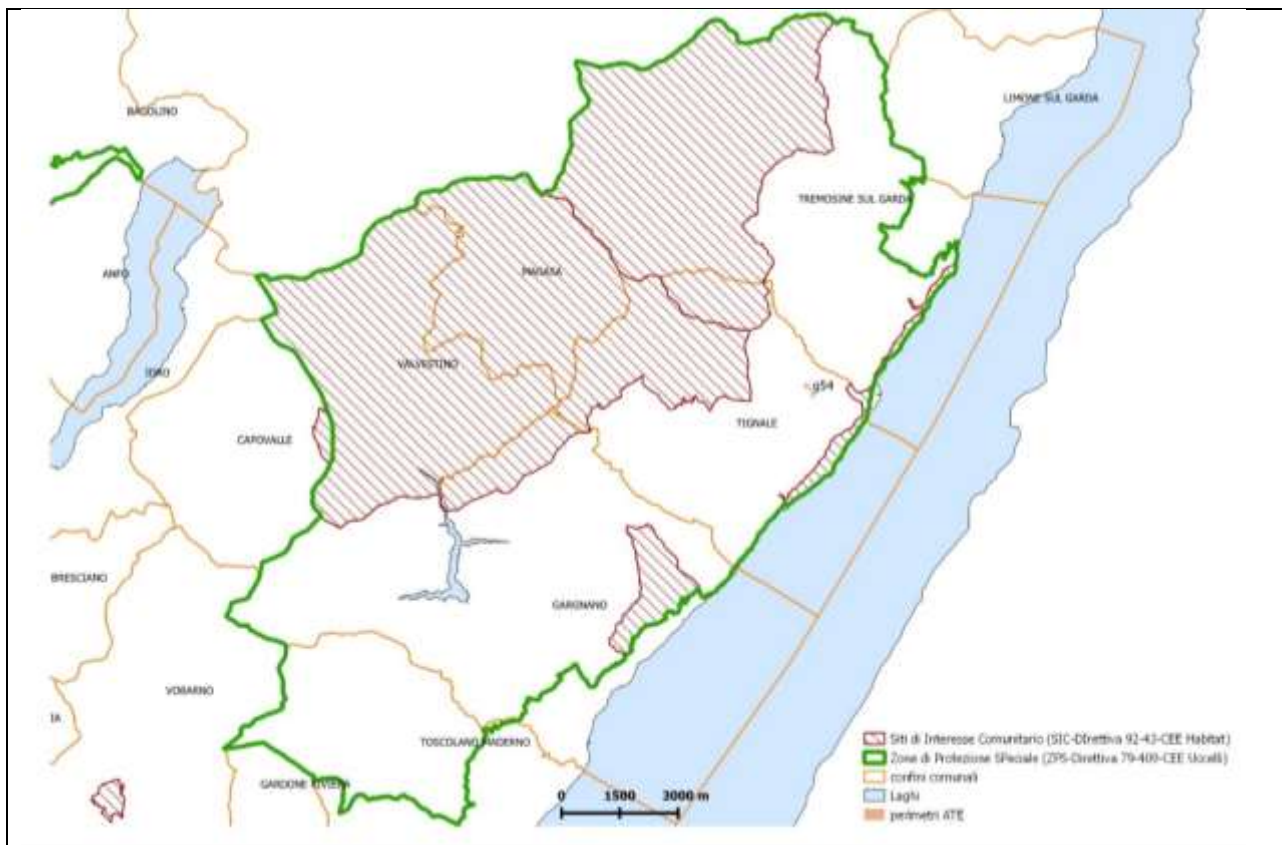 BAGOLINO
LIMONE SUL GARDA
TREMOSINE SUL GARDA
ANFO
MAGASA
VALVESTINO
IDRO
g54
TIGNALE
CAPOVALLE
BRESCIANO
GARGNANO
VOBARNO
IA
TOSCOLANO MADERNO
GARDONE RIVIERA
Siti di Interesse Comunitario (SIC-DIrettiva 92-43-CEE Habitat)
Zone di Protezione SPeciale (ZPS-Direttiva 79-409-CEE Uccelli)
confini comunali
Laghi
perimetri ATE
0 1500 3000 m